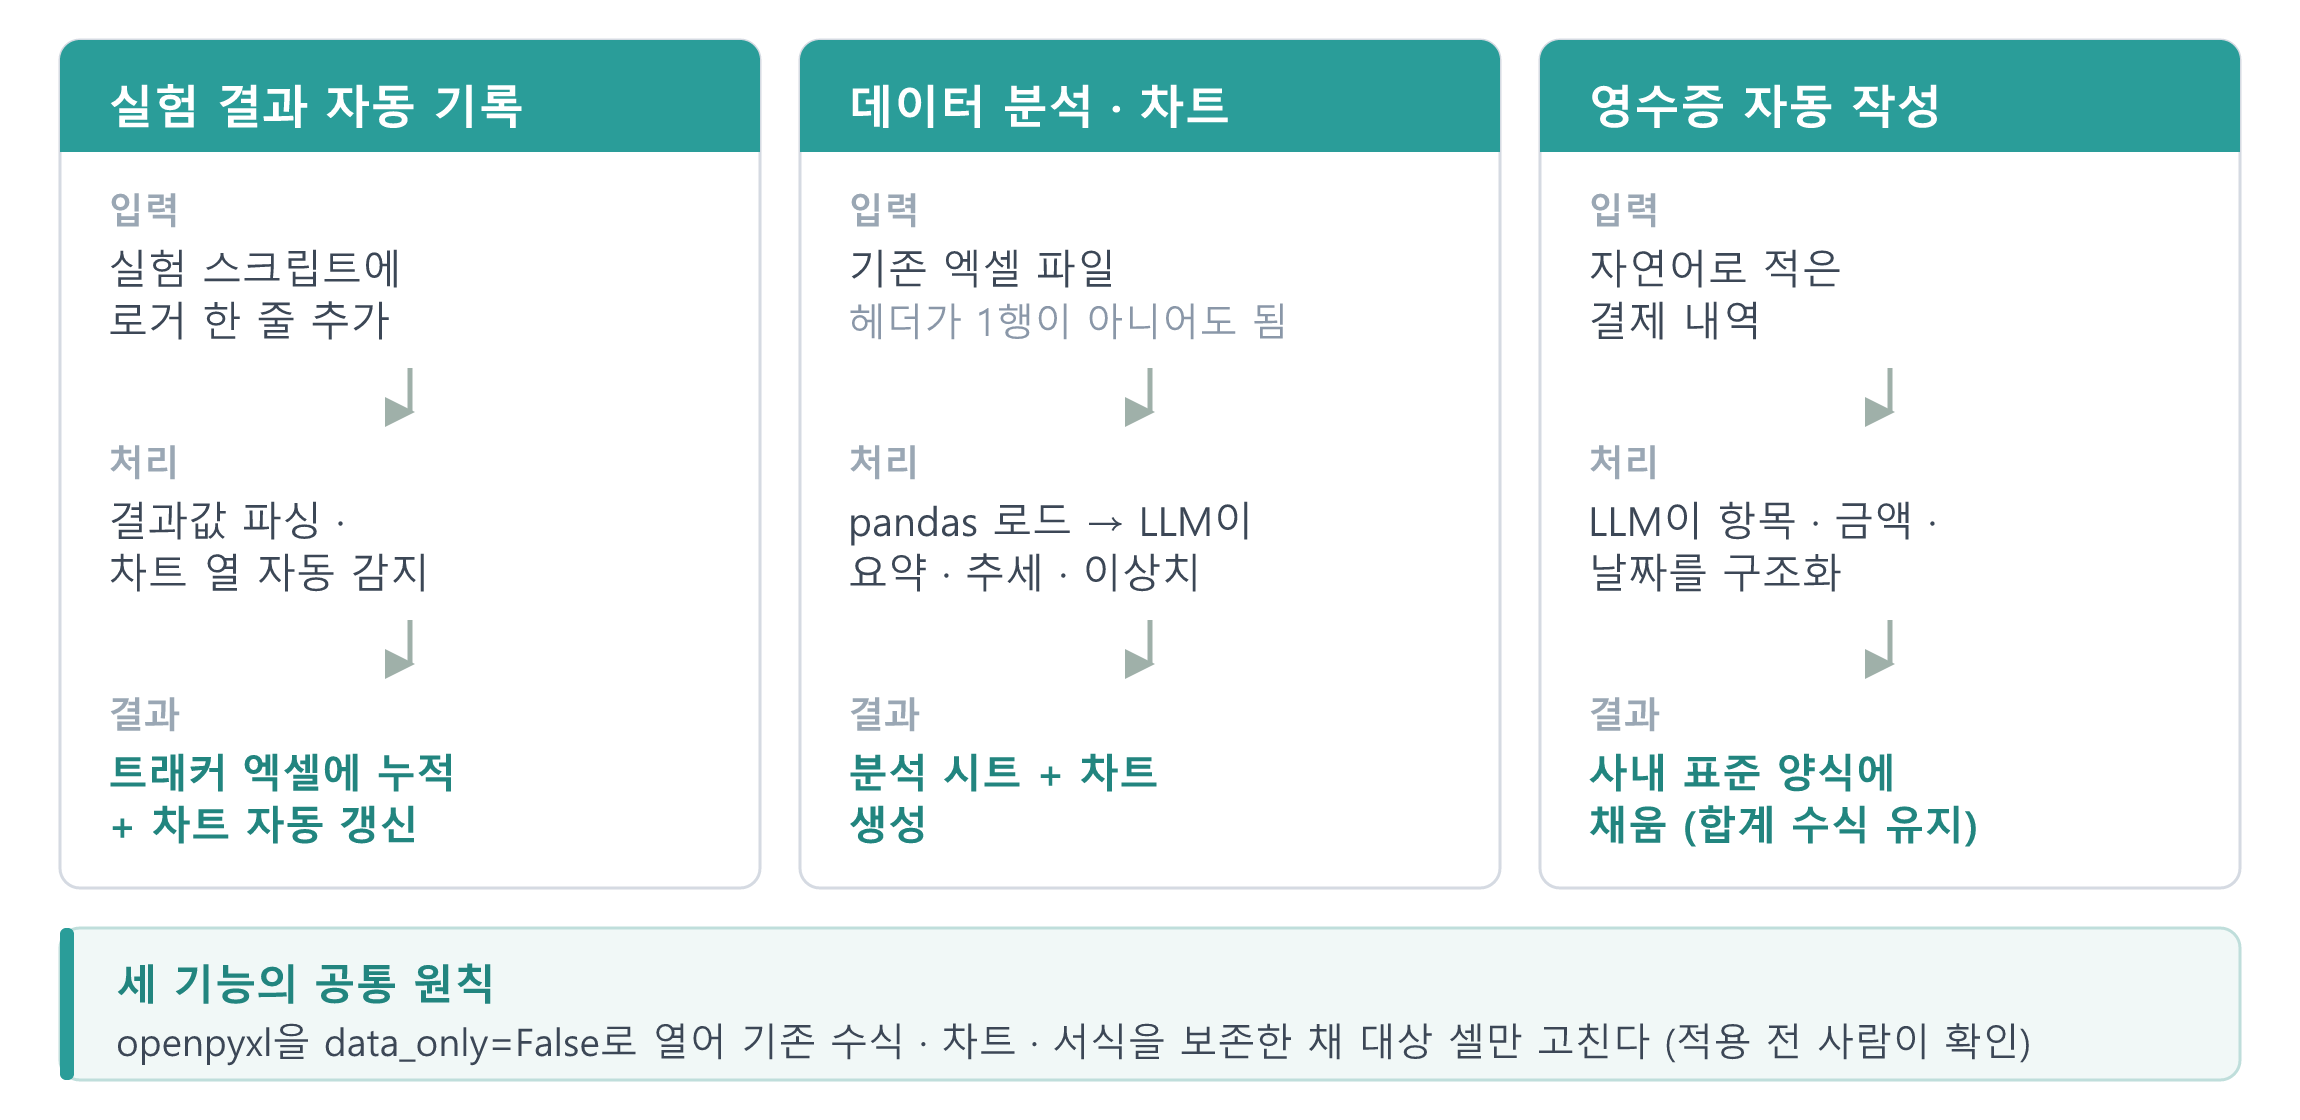 실험 결과 자동 기록
입력
실험 스크립트에
로거 한 줄 추가
처리
결과값 파싱 ·
차트 열 자동 감지
결과
트래커 엑셀에 누적
+ 차트 자동 갱신
데이터 분석 · 차트
입력
기존 엑셀 파일
헤더가 1행이 아니어도 됨
처리
pandas 로드 → LLM이
요약 · 추세 · 이상치
결과
분석 시트 + 차트
생성
영수증 자동 작성
입력
자연어로 적은
결제 내역
처리
LLM이 항목 · 금액 ·
날짜를 구조화
결과
사내 표준 양식에
채움 (합계 수식 유지)
세 기능의 공통 원칙
openpyxl을 data_only=False로 열어 기존 수식 · 차트 · 서식을 보존한 채 대상 셀만 고친다 (적용 전 사람이 확인)